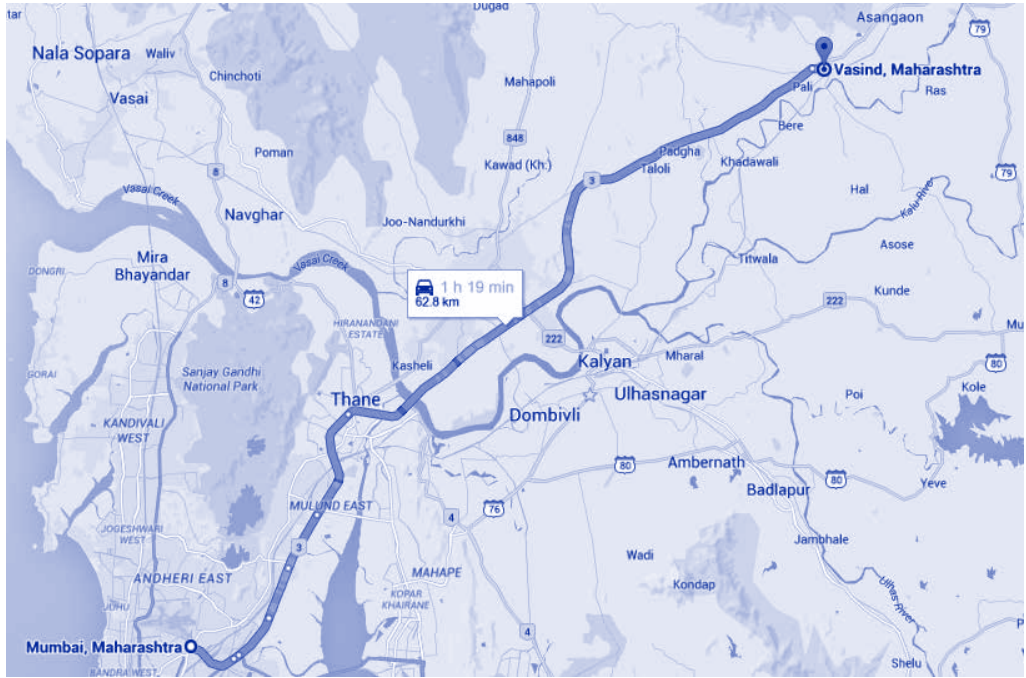 Dugad
Asangaon
tar
Nala Sopara
Waliv
79
Chinchoti
Mahapoli
Vasind, Maharashtra
Vasai
Pali
Ras
Bere
848
Poman
Padgha
Kawad (Kh.)
Taloli
Khadawali
8
3
79
Vasai Creek
Hal
Navghar
Joo-Nandurkhi
Kalu River
Asose
Mira
Bhayandar
Vasai Creek
Titwala
DONGRI
8
1 h 19 min
62.8 km
Kunde
42
222
HIRANANDANI
ESTATE
222
Mu
Kalyan
Mharal
Kasheli
80
GORAI
Sanjay Gandhi
National Park
Kole
Thane
Ulhasnagar
Poi
Dombivli
KANDIVALI
WEST
80
Ambernath
80
Yeve
Badlapur
MULUND EAST
76
4
JOGESHWARI
WEST
3
Jambhale
Wadi
ANDHERI EAST
MAHAPE
Kondap
Ulhas River
JUHU
KOPAR
KHAIRANE
P
4
Mumbai, Maharashtra
Shelu
BANDRA WEST